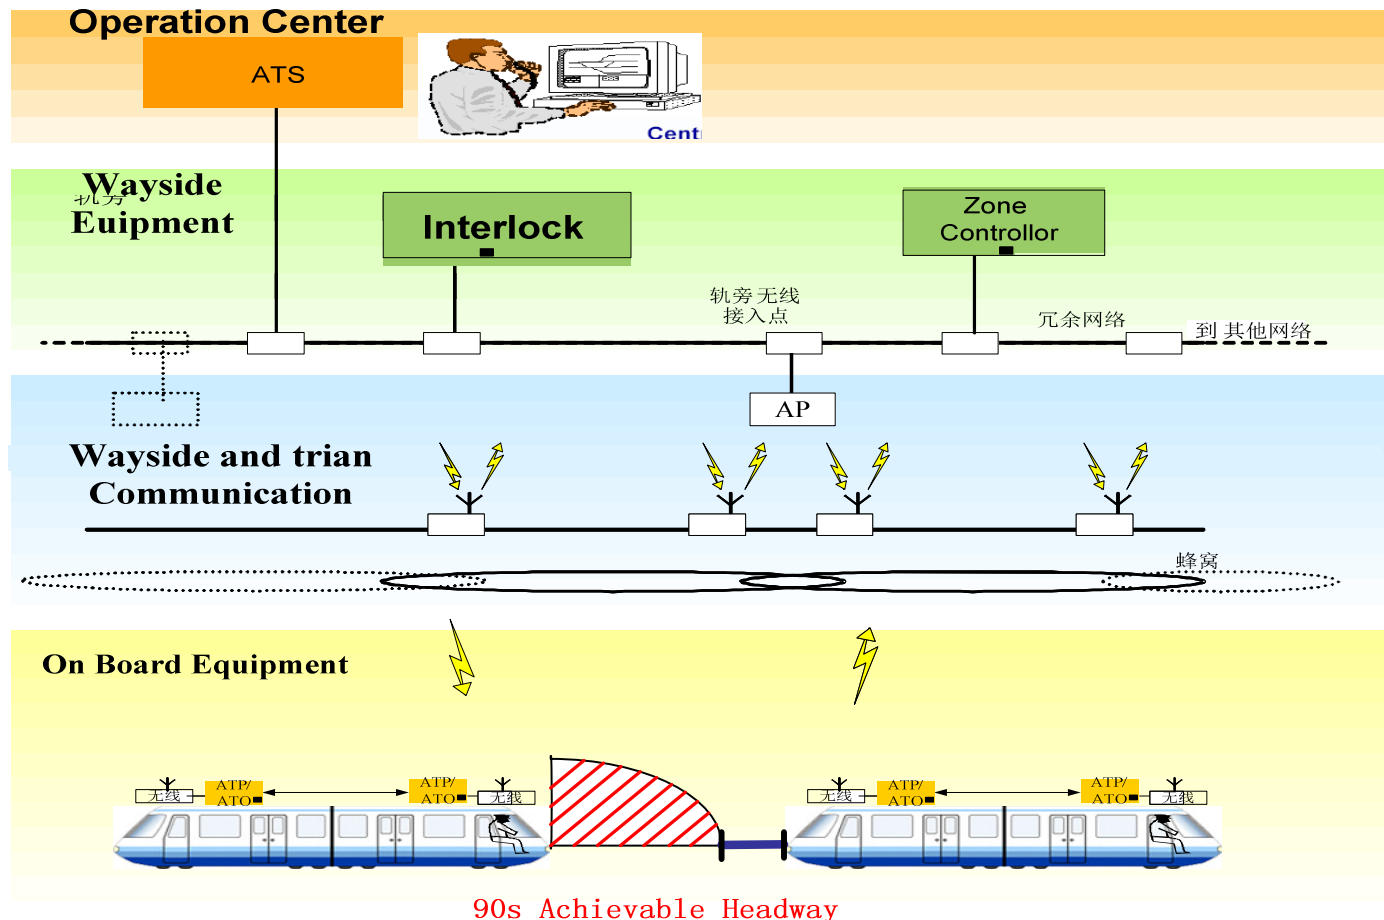 Operation Center
ATS
Wayside
轨旁
Euipment
Interlock
Zone
Controllor
轨旁无线
接入点
冗余网络
到 其他网络
AP
Wayside and trian
Communication
蜂窝
On Board Equipment
无线
ATP/
ATO
ATP/
ATO
无线
无线
ATP/
ATO
ATP/
ATO
无线
90s Achievable Headway